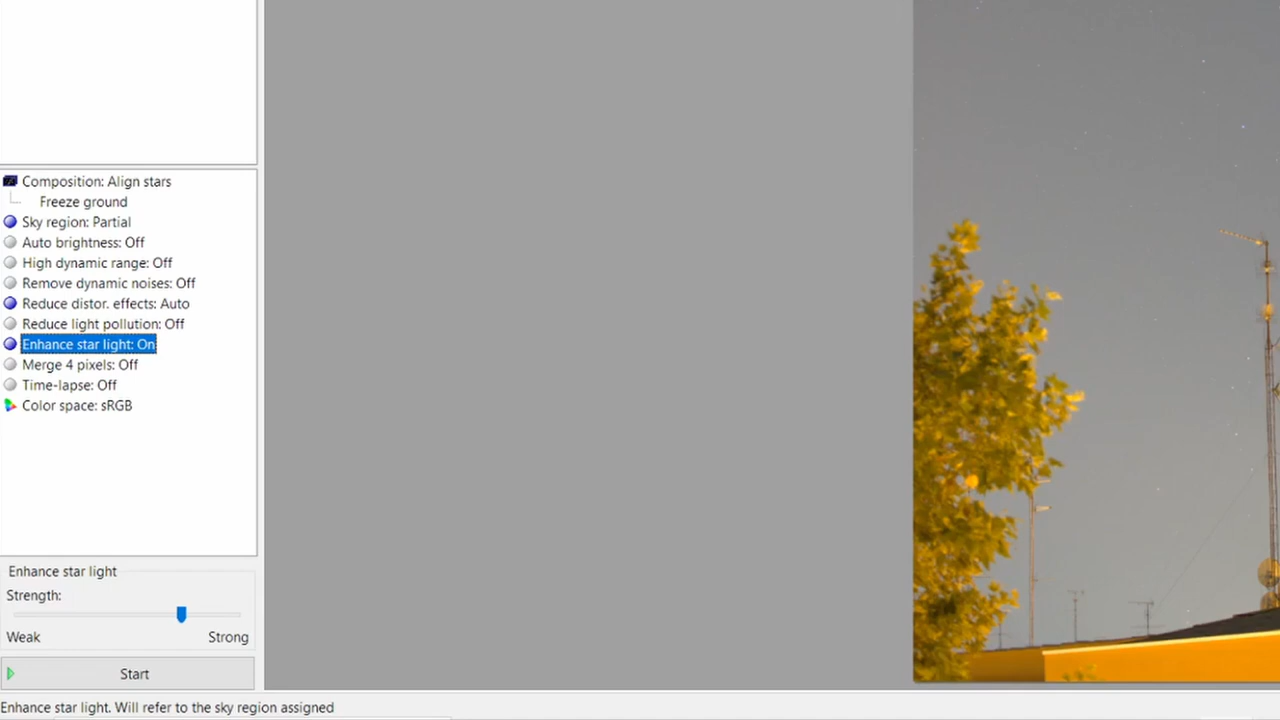 Composition: Align stars
Freeze ground
Sky region: Partial
Auto brightness: Off
High dynamic range: Off
Remove dynamic noises: Off
Reduce distor. effects: Auto
Reduce light pollution: Off
Enhance star light: On
Merge 4 pixels: Off
Time-lapse: Off
Color space: sRGB
Enhance star light
Strength:
Weak Strong
Start
Enhance star light. Will refer to the sky region assigned